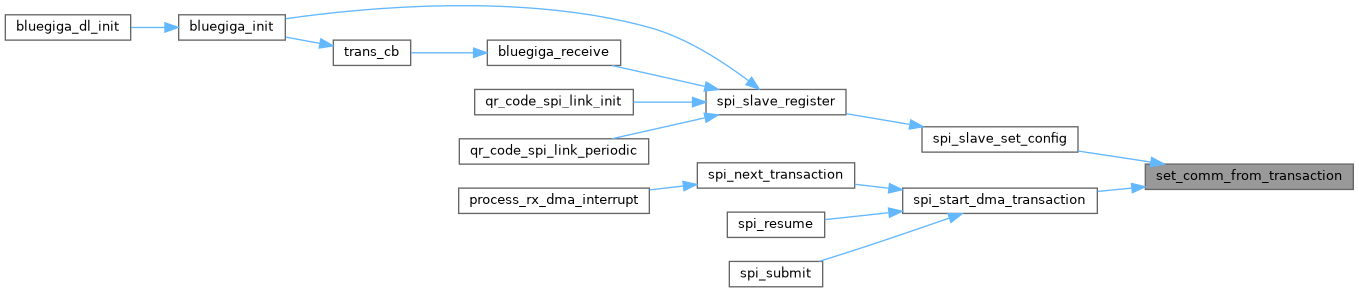 bluegiga_dl_init
bluegiga_init
trans_cb
bluegiga_receive
qr_code_spi_link_init
spi_slave_register
qr_code_spi_link_periodic
spi_slave_set_config
set_comm_from_transaction
spi_next_transaction
process_rx_dma_interrupt
spi_start_dma_transaction
spi_resume
spi_submit